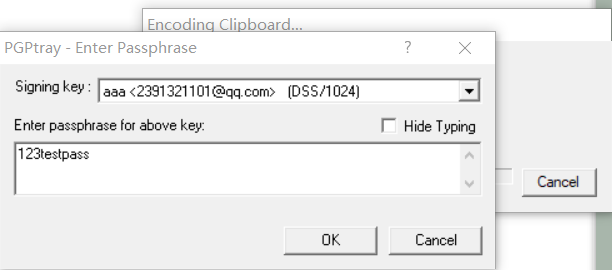 Encoding Clipboard...
PGPtray - Enter Passphrase
Signing key :
aaa <2391321101@qq.com> (DSS/1024)
Enter passphrase for above key:
Hide Typing
123testpass
Cancel
OK
Cancel